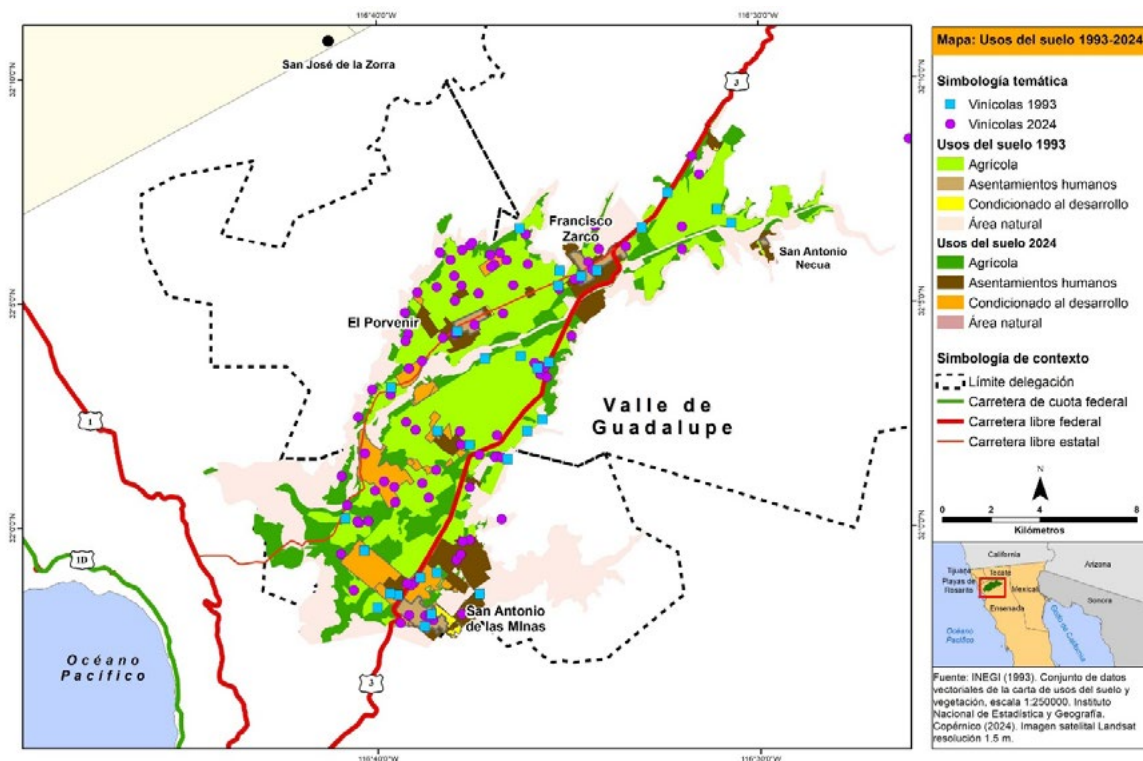 116°40'0"O
116°30'0"O
San José de la Zorra
3
Francisco
Zarco
San Antonio
Necua
El Porvenir
1
Valle de
Guadalupe
1D
San Antonio
de las MInas
Océano
Pacífico
3
116°40'0"O
116°30'0"O
Mapa: Usos del suelo 1993-2024
Simbología temática
Vinícolas 1993
Vinícolas 2024
Usos del suelo 1993
Agrícola
Asentamientos humanos
Condicionado al desarrollo
Área natural
Usos del suelo 2024
Agrícola
Asentamientos humanos
Condicionado al desarrollo
Área natural
Simbología de contexto
Límite delegación
Carretera de cuota federal
Carretera libre federal
Carretera libre estatal
N
0 2 4 8
Kilómetros
California
Arizona
Tijuana
Tecate
Playas de
Rosarito
Mexicali
Sonora
Ensenada
Océano
Pacífico
Golfo de California
Fuente: INEGI (1993). Conjunto de datos
vectoriales de la carta de usos del suelo y
vegetación, escala 1:250000. Instituto
Nacional de Estadística y Geografía.
Copérnico (2024). Imagen satelital Landsat
resolución 1.5 m.